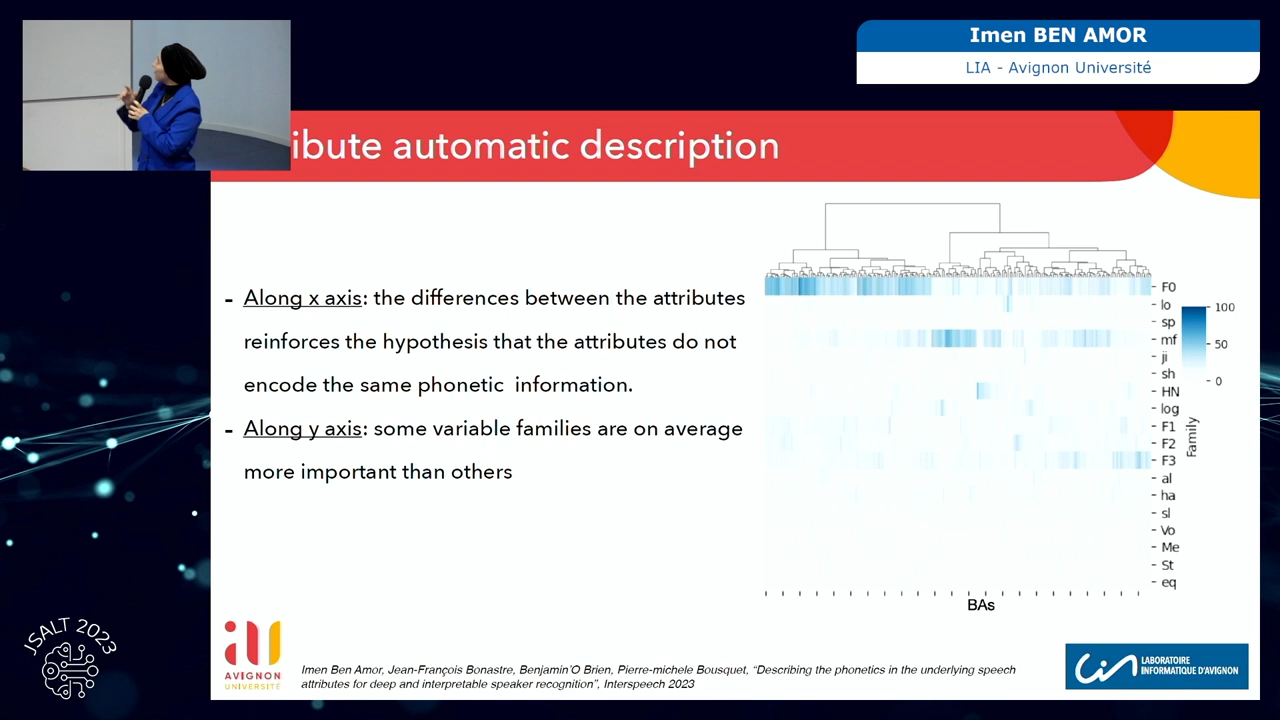 Imen BEN AMOR
LIA - Avignon Université
ibute automatic description
- Along x axis: the differences between the attributes
reinforces the hypothesis that the attributes do not
encode the same phonetic information.
- Along y axis: some variable families are on average
more important than others
F0
lo
sp
mf
ji
sh
HN
log
F1
F2
F3
al
ha
sl
Vo
Me
St
eq
100
50
0
Family
BAs
JSALT 2023
AVIGNON
UNIVERSITÉ
Imen Ben Amor, Jean-François Bonastre, Benjamin'O Brien, Pierre-michele Bousquet, "Describing the phonetics in the underlying speech
attributes for deep and interpretable speaker recognition", Interspeech 2023
LABORATOIRE
INFORMATIQUE D'AVIGNON